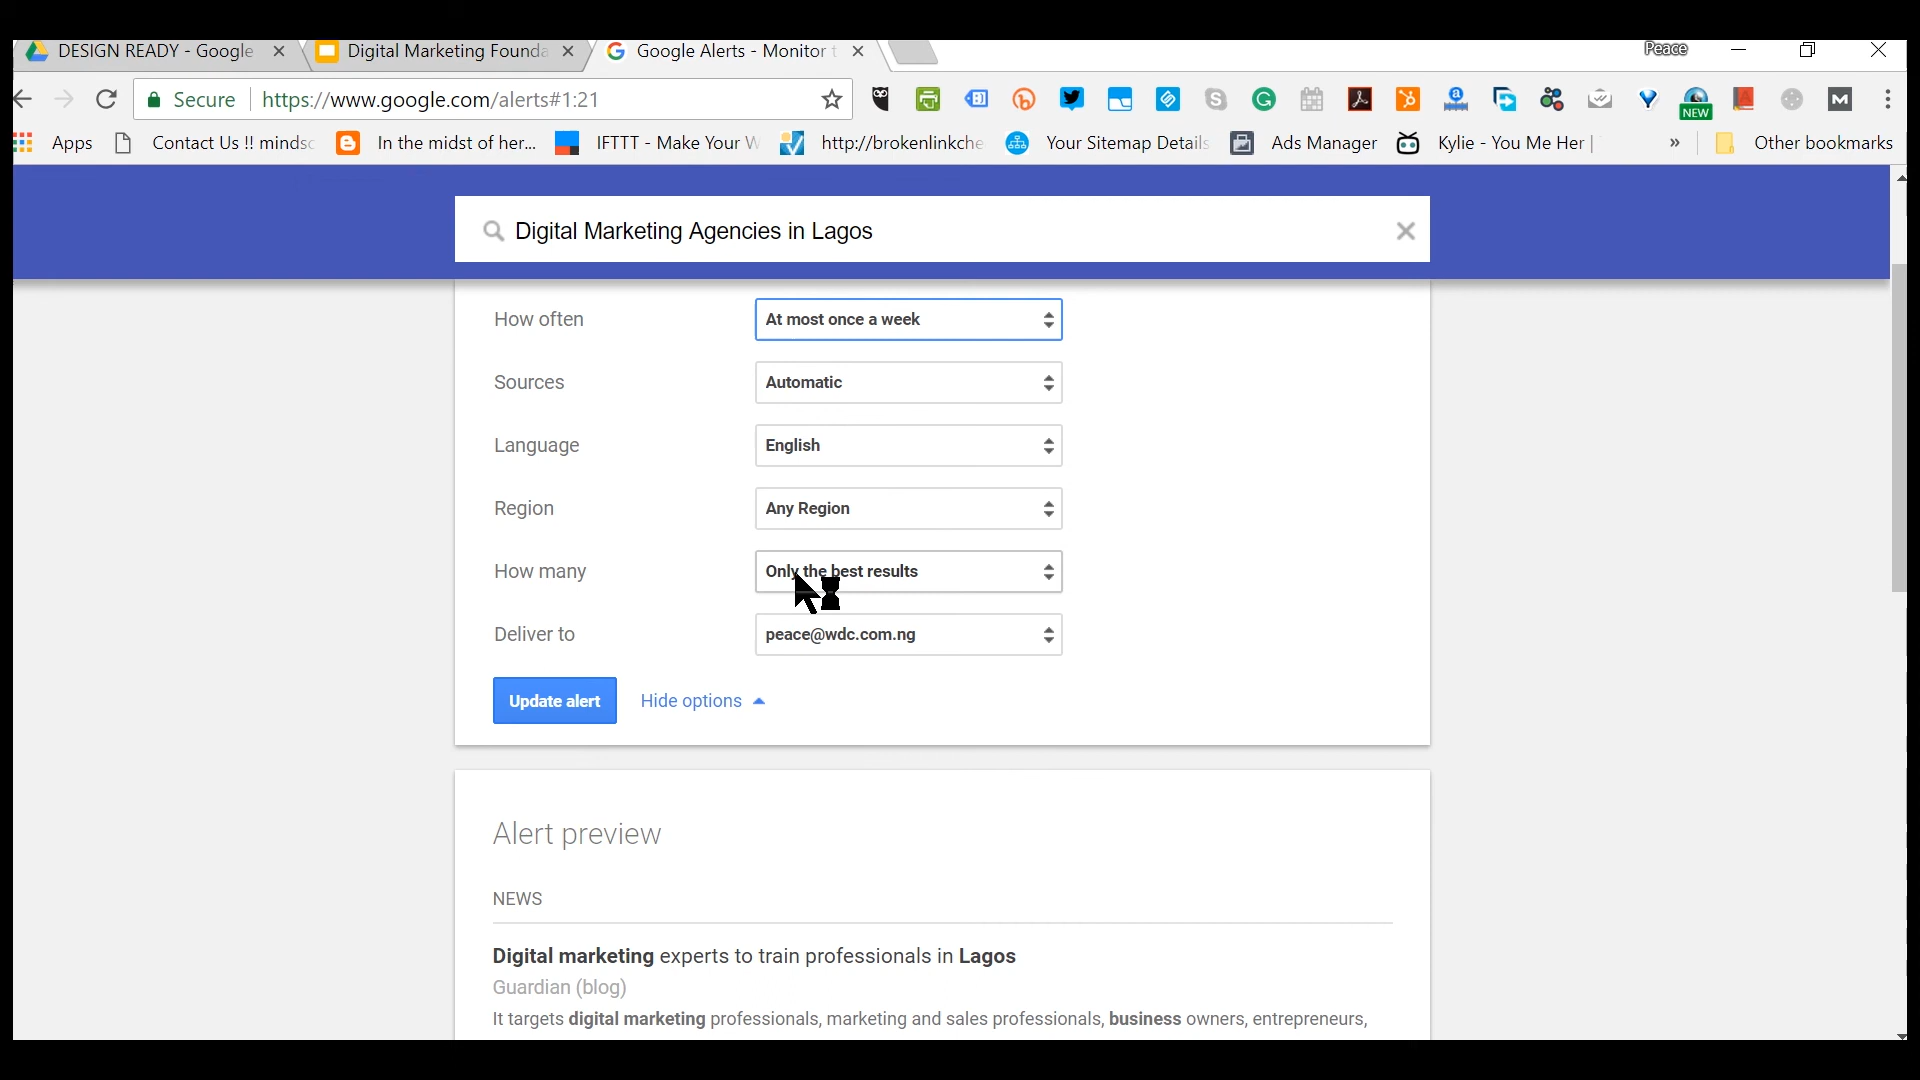 DESIGN READY - Google
Digital Marketing Founda
Google Alerts - Monitor t
Peace
Secure
https://www.google.com/alerts#1:21
NEW
Apps
Contact Us !! mindsc
In the midst of her...
IFTTT - Make Your W
http://brokenlinkche
Your Sitemap Details
Ads Manager
Kylie - You Me Her |
»
Other bookmarks
Digital Marketing Agencies in Lagos
How often
At most once a week
Sources
Automatic
Language
English
Region
Any Region
How many
Only the best results
Deliver to
peace@wdc.com.ng
Update alert
Hide options
Alert preview
NEWS
Digital marketing experts to train professionals in Lagos
Guardian (blog)
It targets digital marketing professionals, marketing and sales professionals, business owners, entrepreneurs,